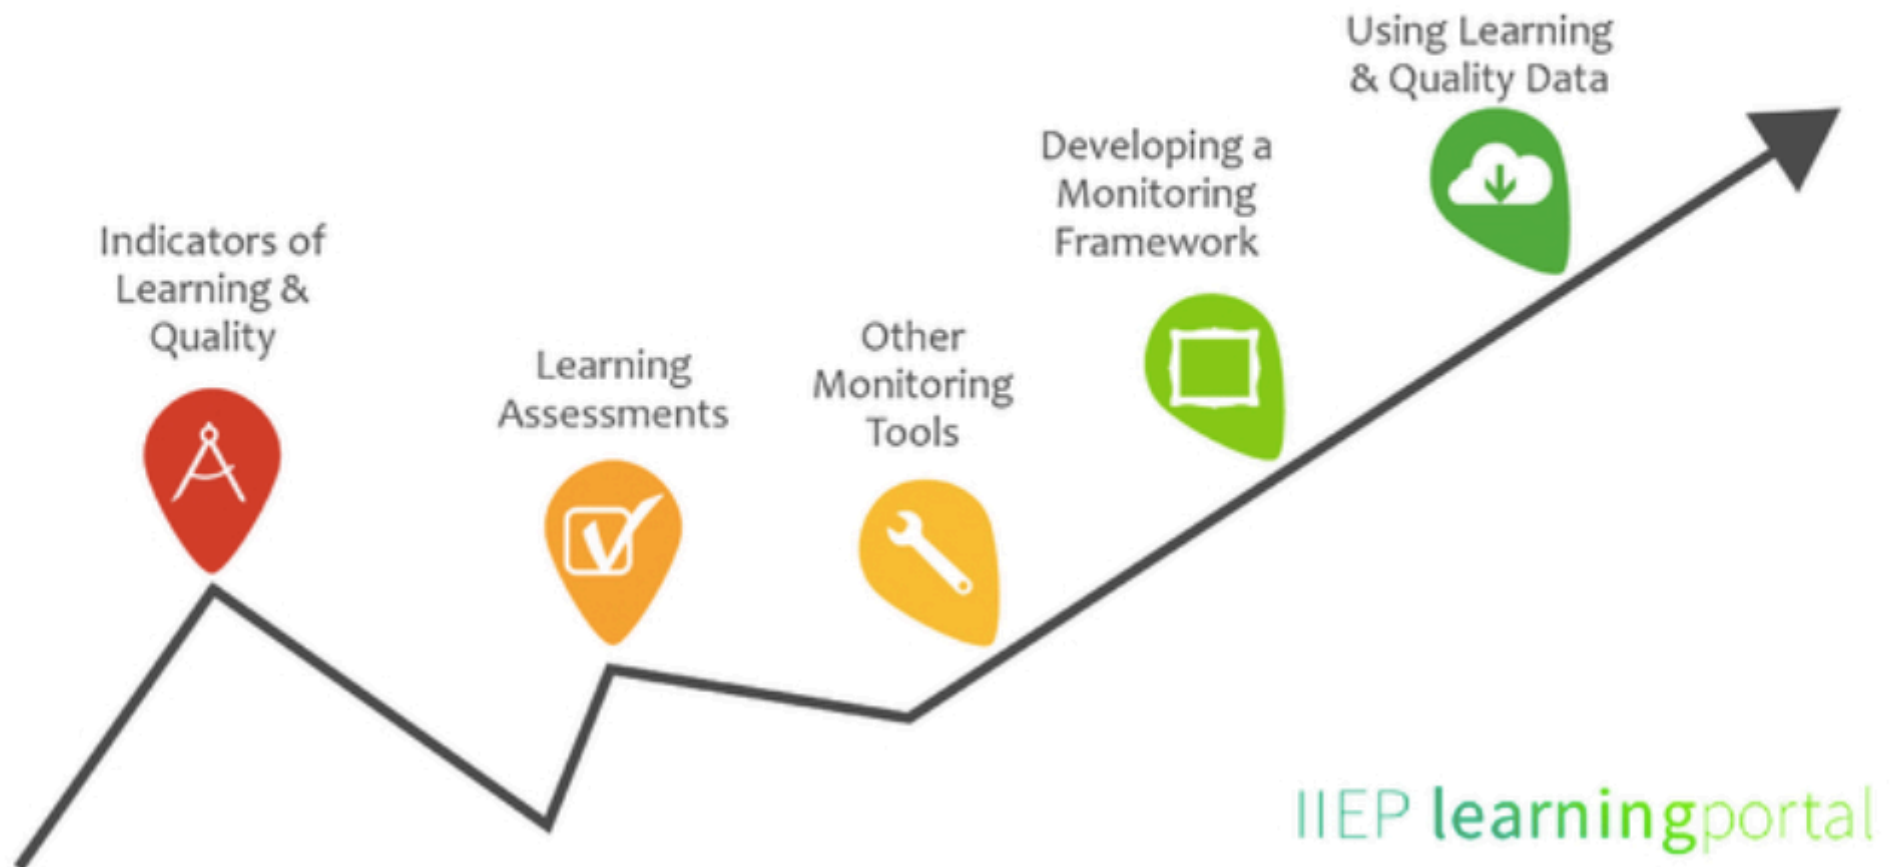 Indicators of
Learning &
Quality
Learning
Assessments
Other
Monitoring
Tools
Developing a
Monitoring
Framework
Using Learning
& Quality Data
IIEP learningportal